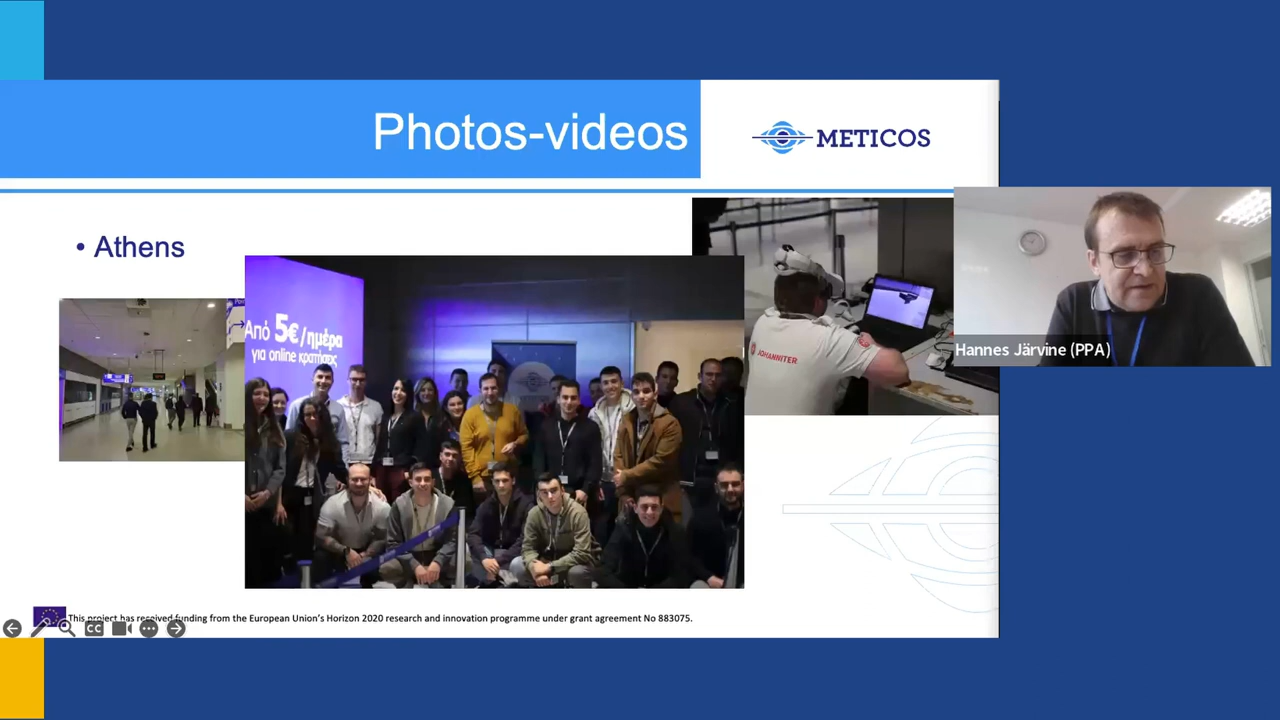 Photos-videos
METICOS
• Athens
Από 5€/ημέρα
για online κρατήσεις
JOHANNITER
Hannes Järvine (PPA)
This project has received funding from the European Union's Horizon 2020 research and innovation programme under grant agreement No 883075.
CC